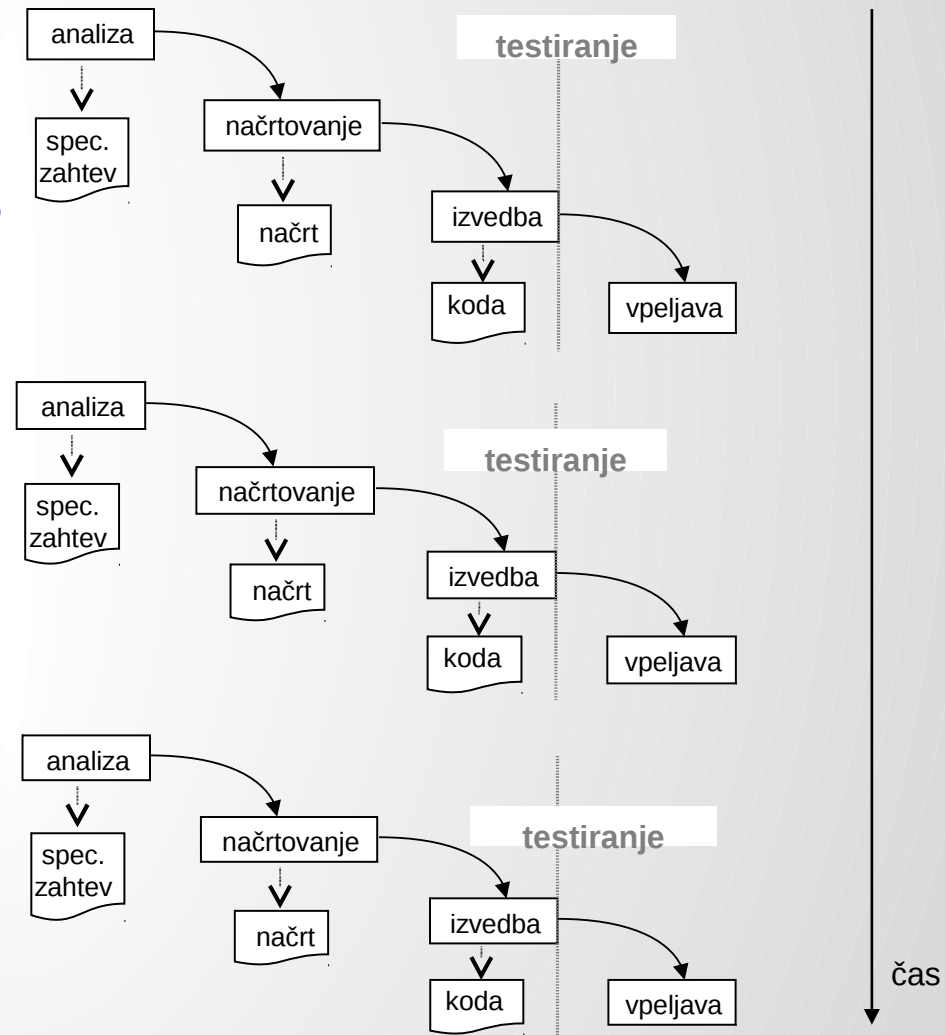 analiza
testiranje
načrtovanje
spec.
zahtev
izvedba
načrt
koda
vpeljava
analiza
testiranje
načrtovanje
spec.
zahtev
izvedba
načrt
koda
vpeljava
analiza
testiranje
načrtovanje
spec.
zahtev
izvedba
načrt
čas
koda
vpeljava